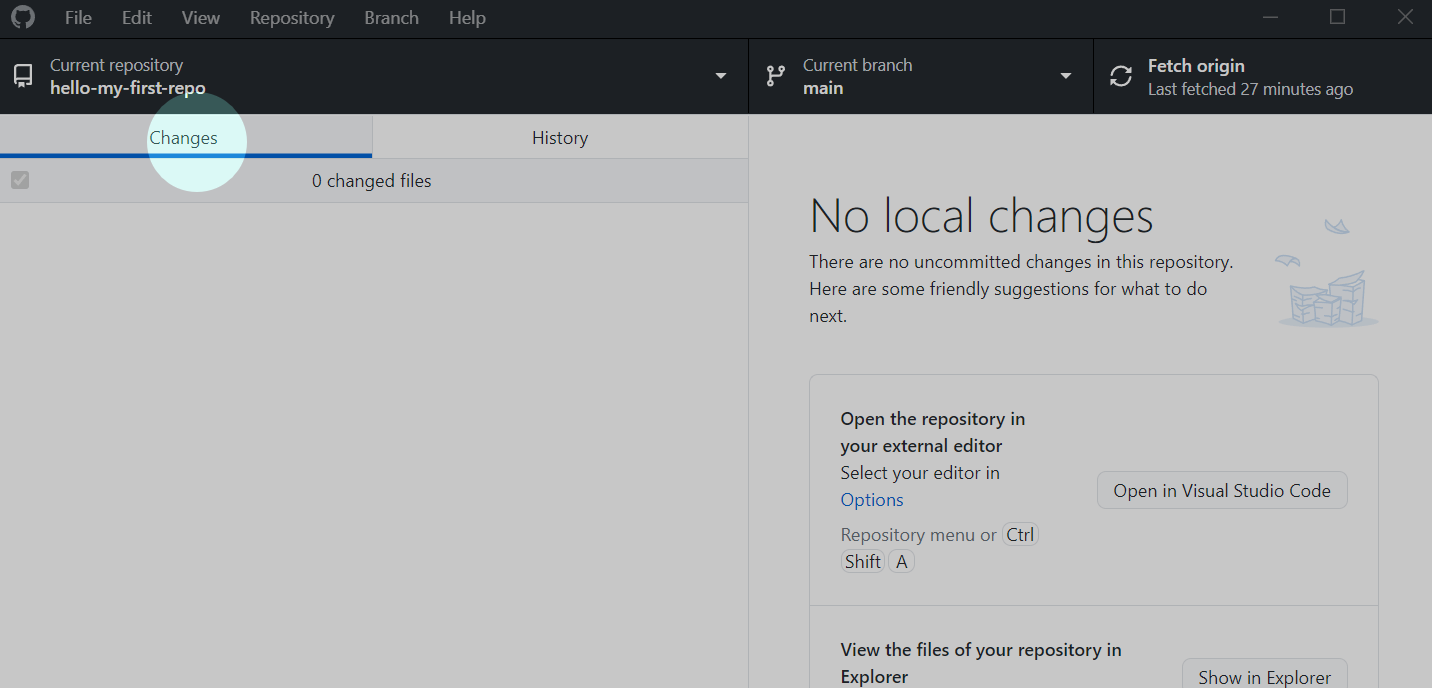 File Edit View Repository Branch Help
Current repository
hello-my-first-repo
Current branch
main
Fetch origin
Last fetched 27 minutes ago
Changes
History
0 changed files
No local changes
There are no uncommitted changes in this repository.
Here are some friendly suggestions for what to do
next.
Open the repository in
your external editor
Select your editor in
Options
Repository menu or Ctrl
Shift A
Open in Visual Studio Code
View the files of your repository in
Explorer
Show in Explorer